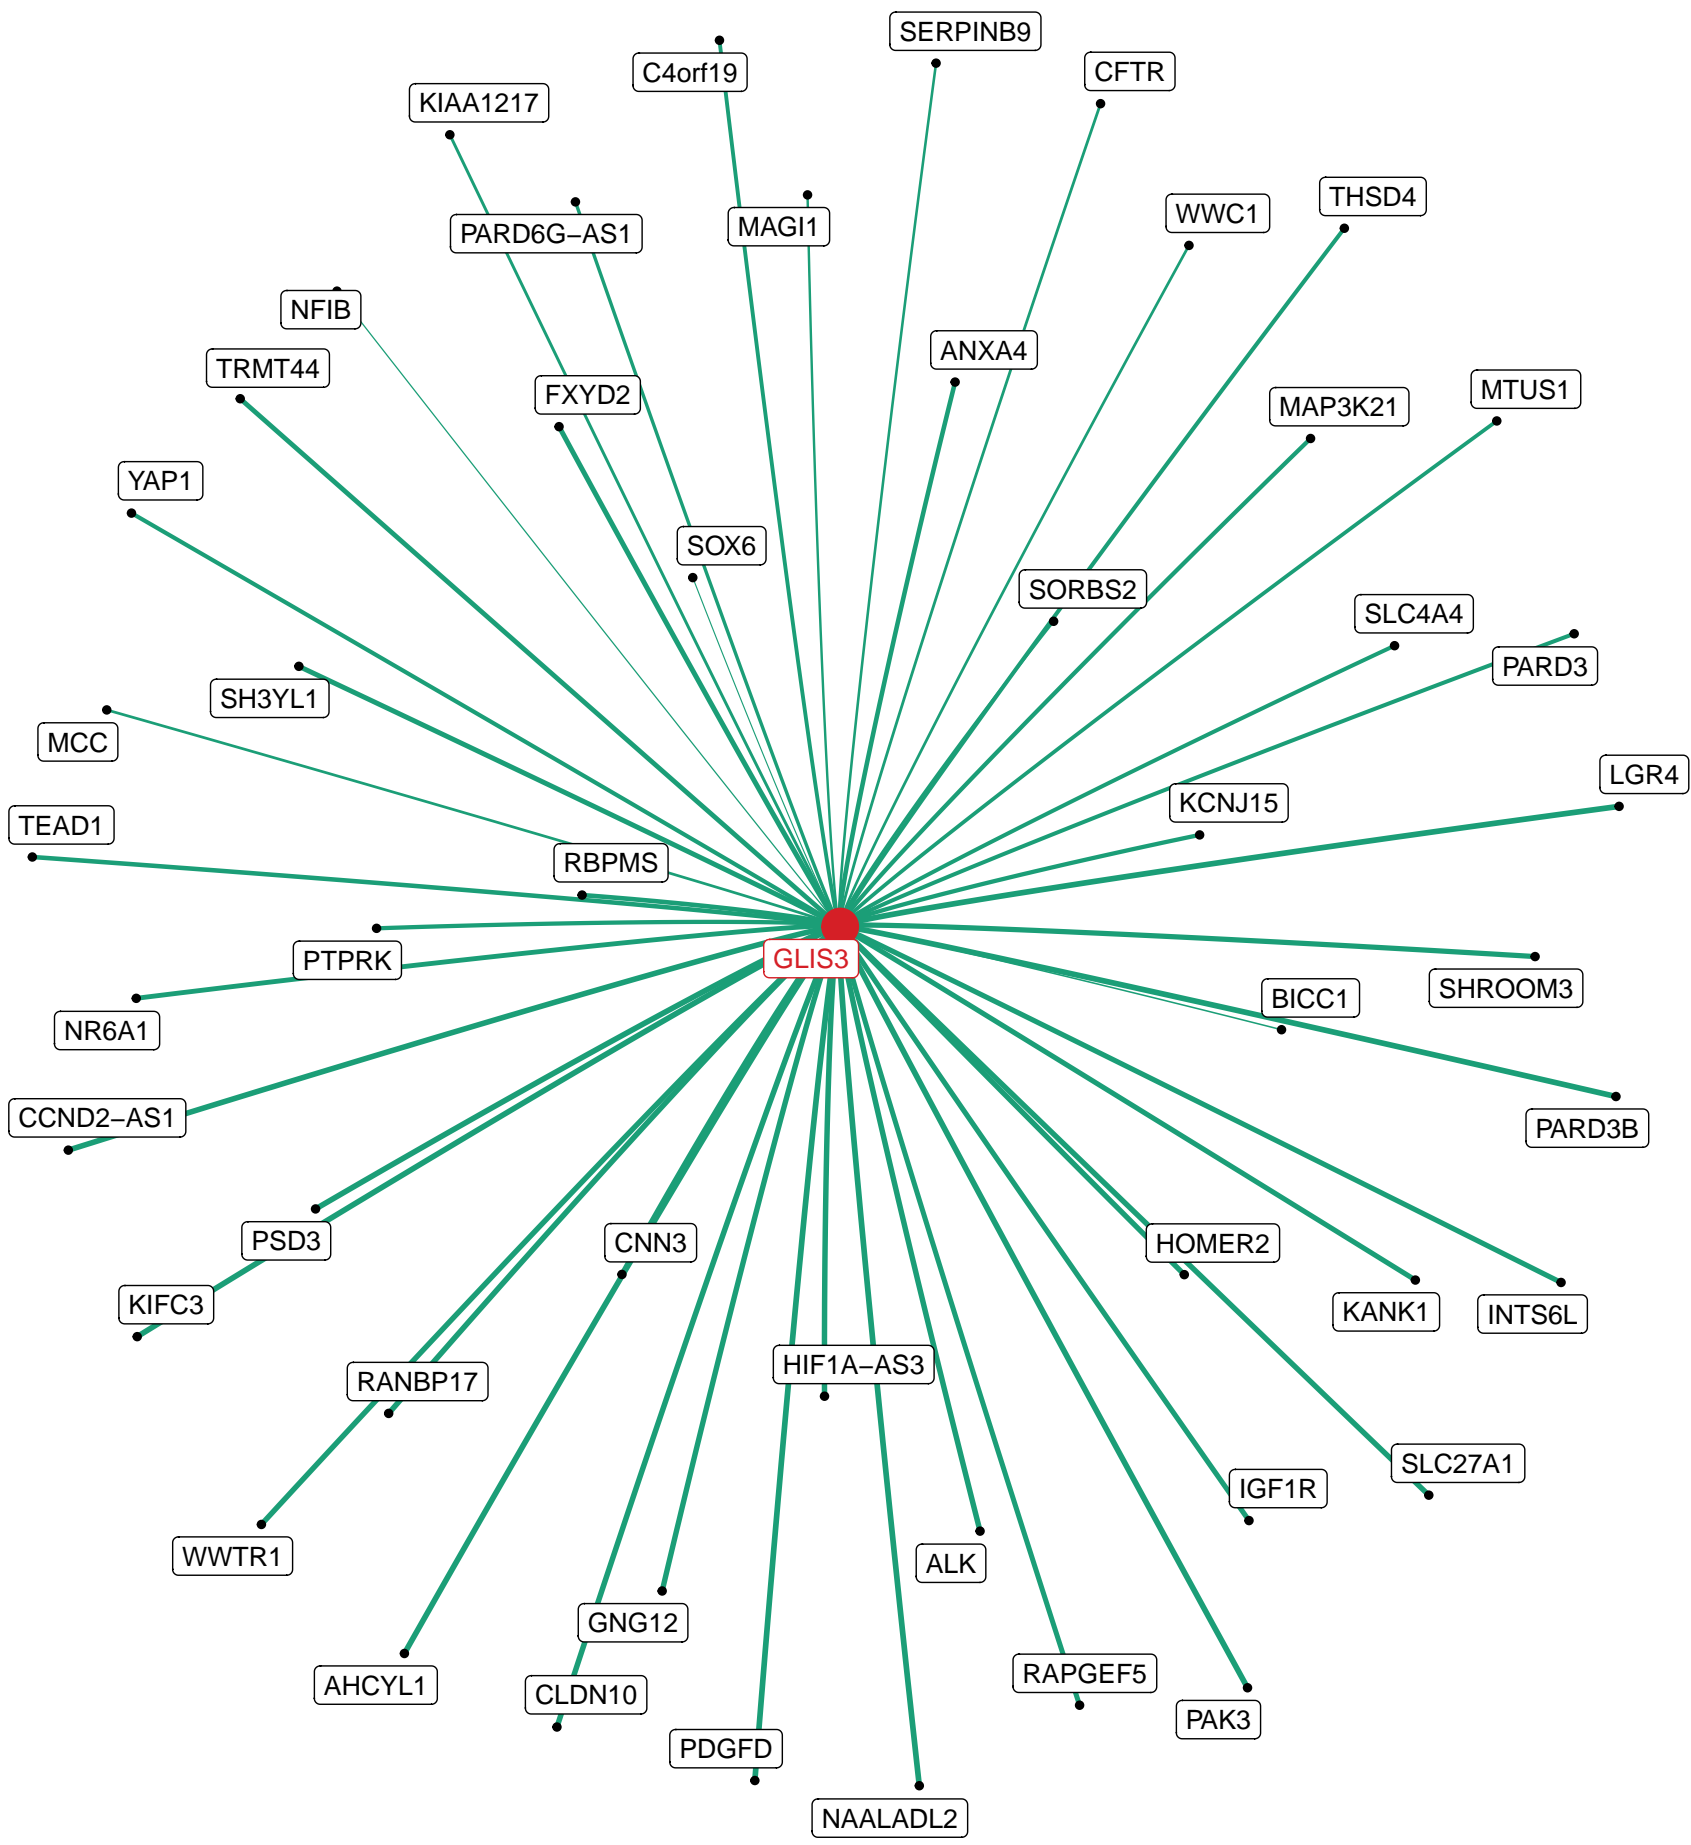 SERPINB9
C4orf19
CFTR
KIAA1217
THSD4
WWC1
MAGI1
PARD6G−AS1
NFIB
ANXA4
TRMT44
MTUS1
FXYD2
MAP3K21
YAP1
SOX6
SORBS2
SLC4A4
PARD3
SH3YL1
MCC
LGR4
KCNJ15
TEAD1
RBPMS
GLIS3
PTPRK
SHROOM3
BICC1
NR6A1
CCND2−AS1
PARD3B
PSD3
CNN3
HOMER2
KIFC3
KANK1
INTS6L
HIF1A−AS3
RANBP17
SLC27A1
IGF1R
WWTR1
ALK
GNG12
RAPGEF5
AHCYL1
CLDN10
PAK3
PDGFD
NAALADL2